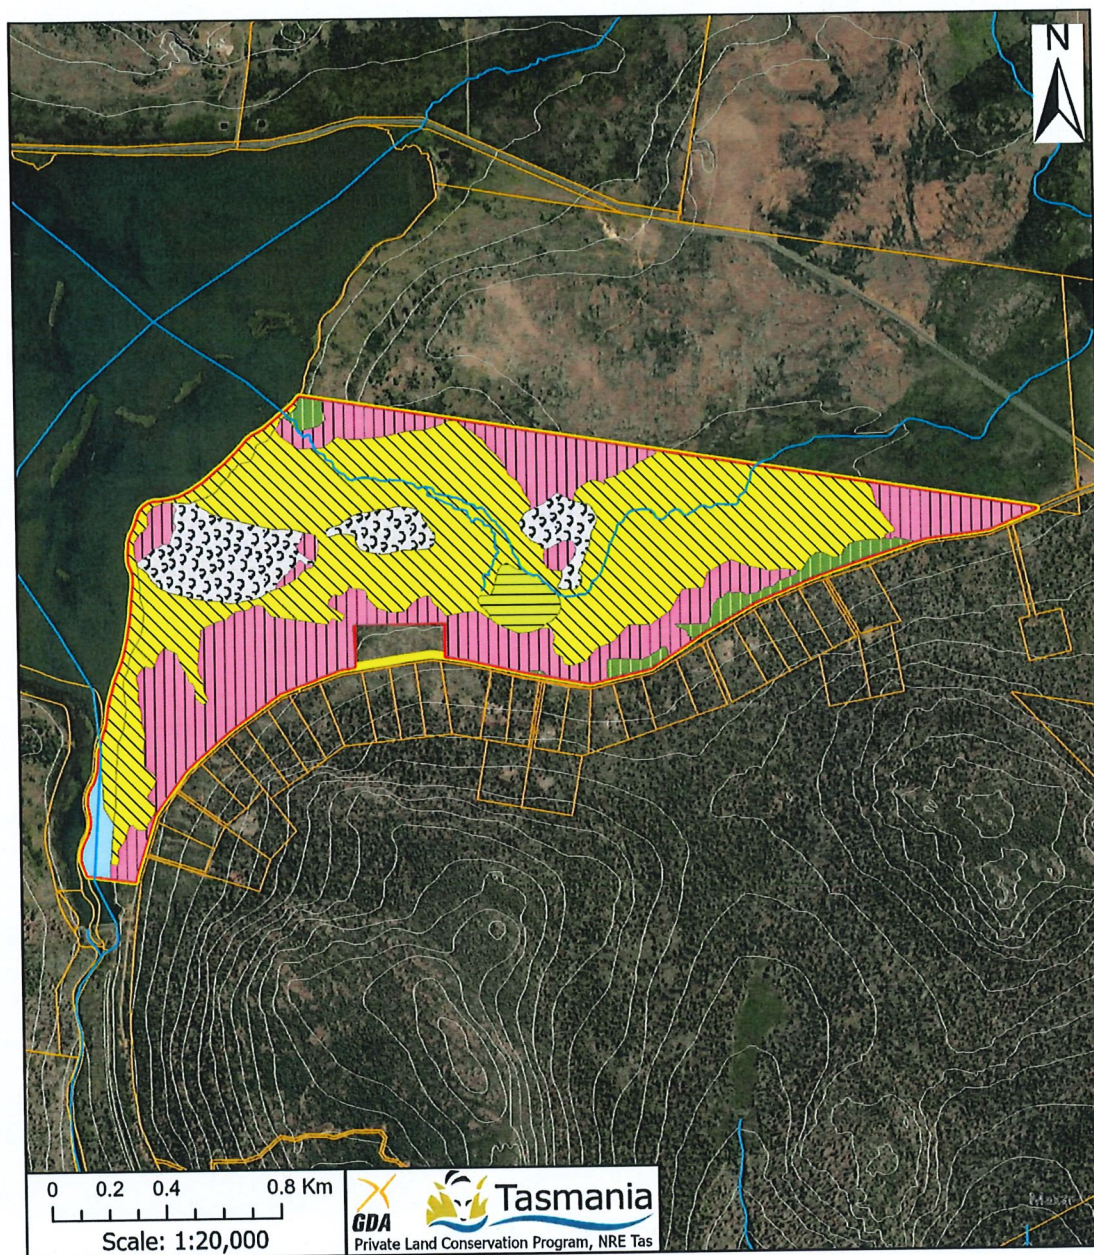 N
0 0.2 0.4 0.8 Km
Scale: 1:20,000
GDA
Tasmania
Private Land Conservation Program, NRE Tas